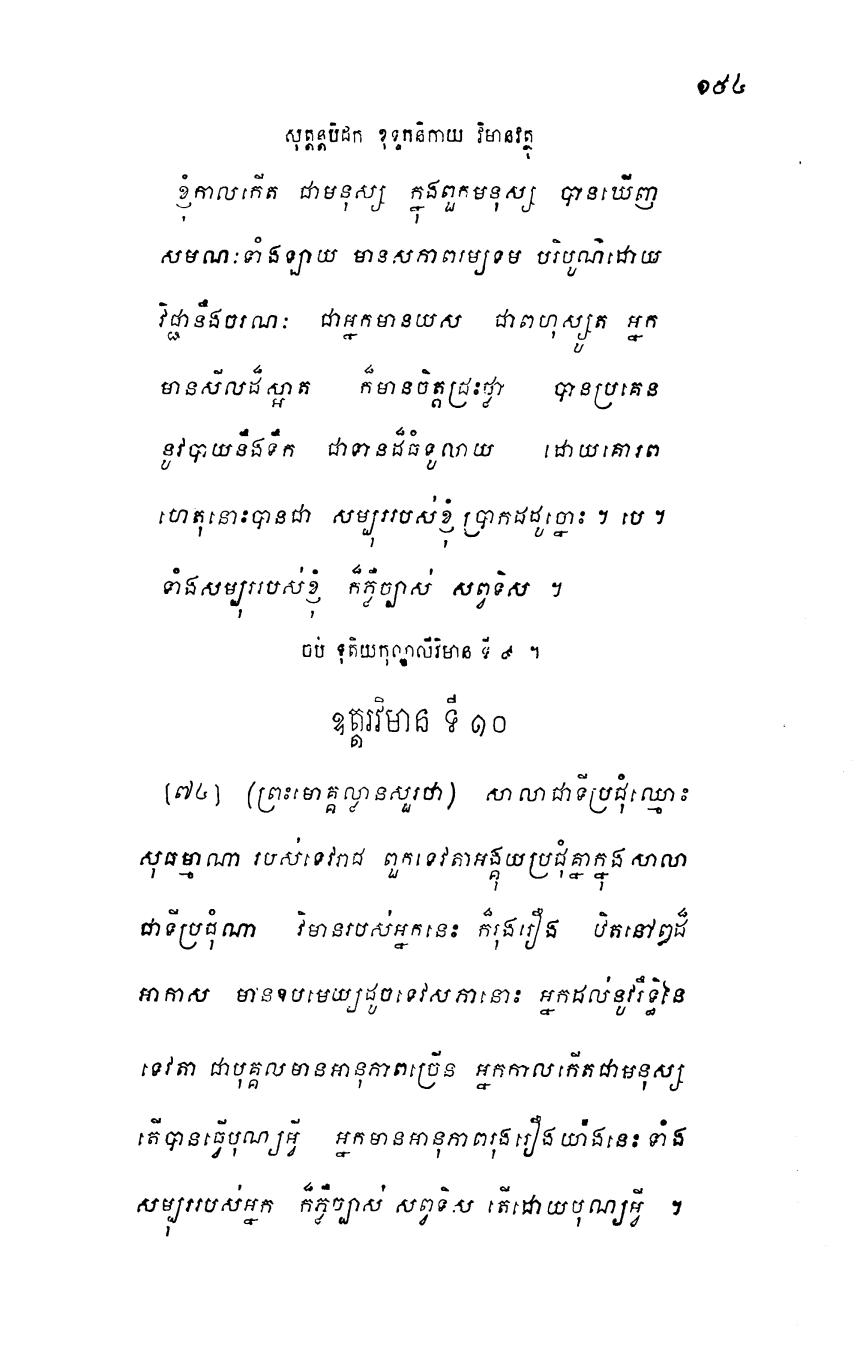 ១៩៤
សុត្តន្តបិដក ខុទ្ទកនិកាយ វិមានវត្ថុ
ខ្ញុំកាលកើត ជាមនុស្ស ក្នុងពួកមនុស្ស បានឃើញ
សមណៈទាំងឡាយ មានសភាពរម្យទម បរិបូណ៌ដោយ
វិជ្ជានឹងចរណៈ ជាអ្នកមានយស ជាពហុស្សូត អ្នក
មានសីលដ៏ស្អាត ក៏មានចិត្តជ្រះថ្លា បានប្រគេន
នូវបាយនឹងទឹក ជាទានដ៏ធំទូលាយ ដោយគោរព
ហេតុនោះបានជា សម្បុររបស់ខ្ញុំ ប្រាកដដូច្នោះ ។ បេ ។
ទាំងសម្បុររបស់ខ្ញុំ ក៏ភ្លឺច្បាស់ សព្វទិស ។
ចប់ ទុតិយកុណ្ឌលីវិមាន ទី ៩ ។
ឧត្តរវិមាន ទី ១០
[៧៤] (ព្រះមោគ្គល្លានសួរថា) សាលាជាទីប្រជុំឈ្មោះ
សុធម្មាណា របស់ទេវរាជ ពួកទេវតាអង្គុយប្រជុំគ្នាក្នុងសាលា
ជាទីប្រជុំណា វិមានរបស់អ្នកនេះ ក៏រុងរឿង ឋិតនៅឰដ៏
អាកាស មានឧបមេយ្យដូចទេវសភានោះ អ្នកដល់នូវរឹទ្ធិនៃ
ទេវតា ជាបុគ្គលមានអានុភាពច្រើន អ្នកកាលកើតជាមនុស្ស
តើបានធ្វើបុណ្យអ្វី អ្នកមានអានុភាពរុងរឿងយ៉ាងនេះ ទាំង
សម្បុររបស់អ្នក ក៏ភ្លឺច្បាស់ សព្វទិស តើដោយបុណ្យអ្វី ។